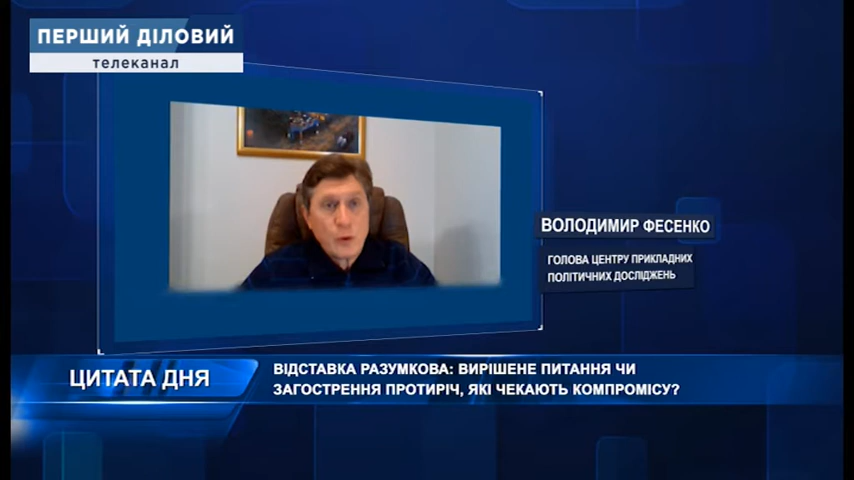 ПЕРШИЙ ДІЛОВИЙ
телеканал
ВОЛОДИМИР ФЕСЕНКО
ГОЛОВА ЦЕНТРУ ПРИКЛАДНИХ
ПОЛІТИЧНИХ ДОСЛІДЖЕНЬ
ЦИТАТА ДНЯ
ВІДСТАВКА РАЗУМКОВА: ВИРІШЕНЕ ПИТАННЯ ЧИ
ЗАГОСТРЕННЯ ПРОТИРІЧ, ЯКІ ЧЕКАЮТЬ КОМПРОМІСУ?